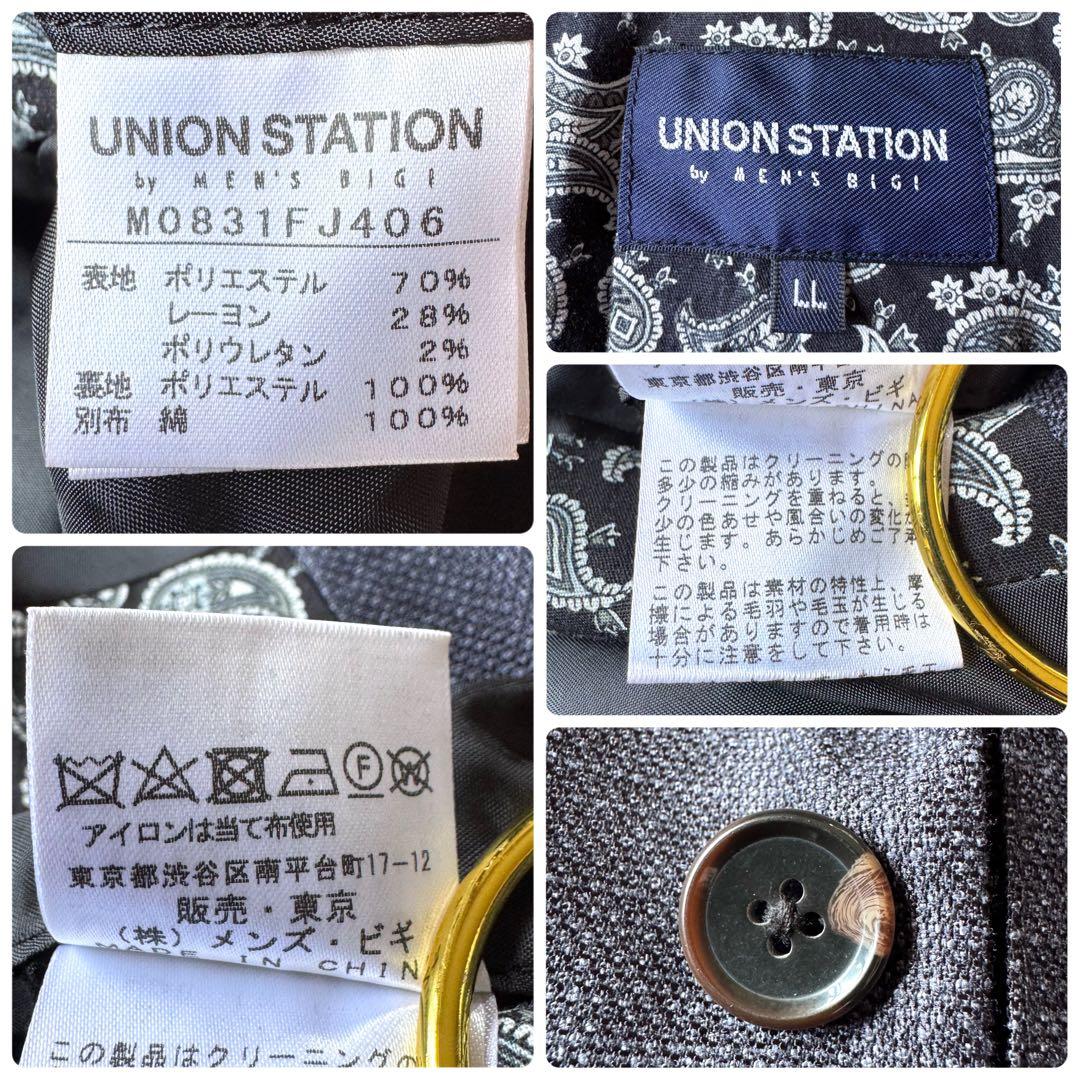 UNION STATION
by MEN'S BIGI
M0831FJ406
表地 ポリエステル 70%
レーヨン 28%
ポリウレタン 2%
裏地 ポリエステル 100%
別布 綿 100%
UNION STATION
by MEN'S BIGI
LL
東京都渋谷区南平
販売・東京
この製品はクリーニングの
多少の縮みがあります。
クリーニングを重ねると、
少の色あせや風合いの変化が
生じます。あらかじめご了承
下さい。
この製品は素材の特性上、摩
擦により毛羽や毛玉が生じる
場合がありますので着用時は
十分に注意をして下さい。
F
W
アイロンは当て布使用
東京都渋谷区南平台町17-12
販売・東京
(株)メンズ・ビギ
MADE IN CHINA
この製品はクリーニングの